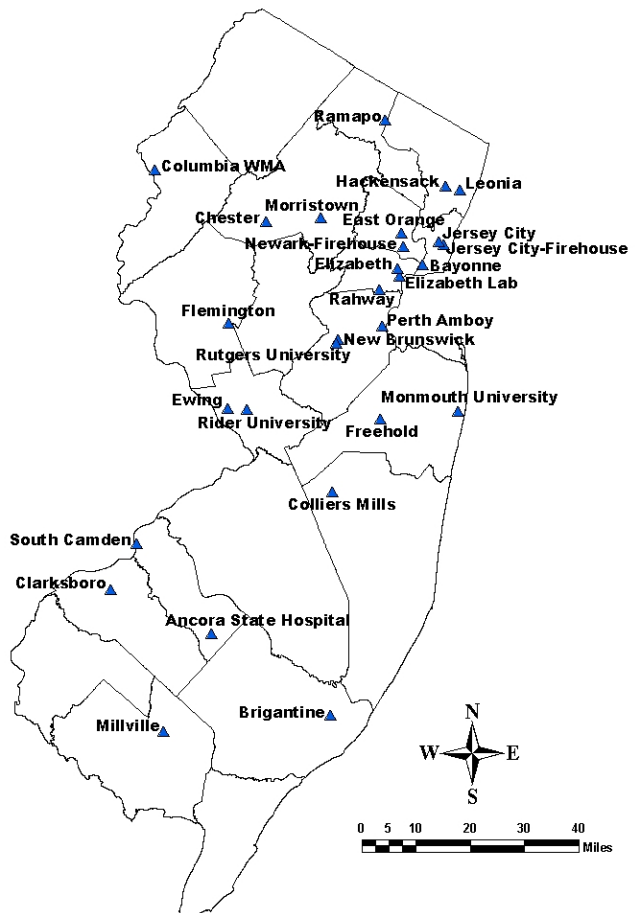 Ramapo
Columbia WMA
Hackensack
Leonia
Morristown
Chester
East Orange
Jersey City
Newark-Firehouse
Jersey City-Firehouse
Elizabeth
Bayonne
Elizabeth Lab
Rahway
Flemington
Perth Amboy
New Brunswick
Rutgers University
Monmouth University
Ewing
Rider University
Freehold
Colliers Mills
South Camden
Clarksboro
Ancora State Hospital
Brigantine
Millville
N
W E
S
0 5 10 20 30 40
Miles